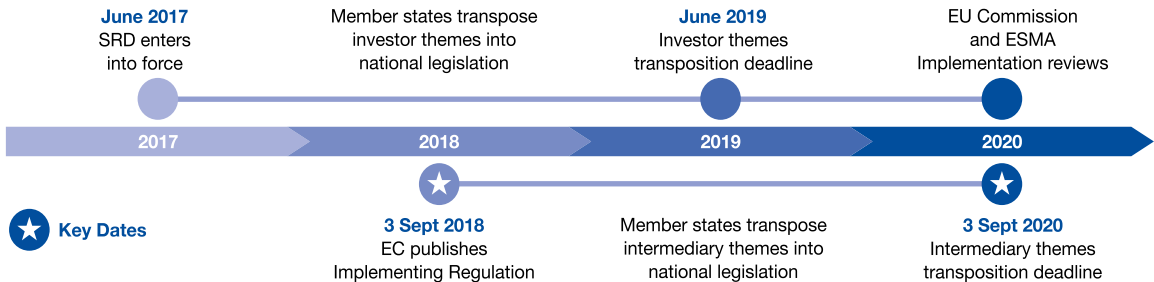 June 2017
SRD enters
into force
Member states transpose
investor themes into
national legislation
June 2019
Investor themes
transposition deadline
EU Commission
and ESMA
Implementation reviews
2017
2018
2019
2020
Key Dates
3 Sept 2018
EC publishes
Implementing Regulation
Member states transpose
intermediary themes into
national legislation
3 Sept 2020
Intermediary themes
transposition deadline